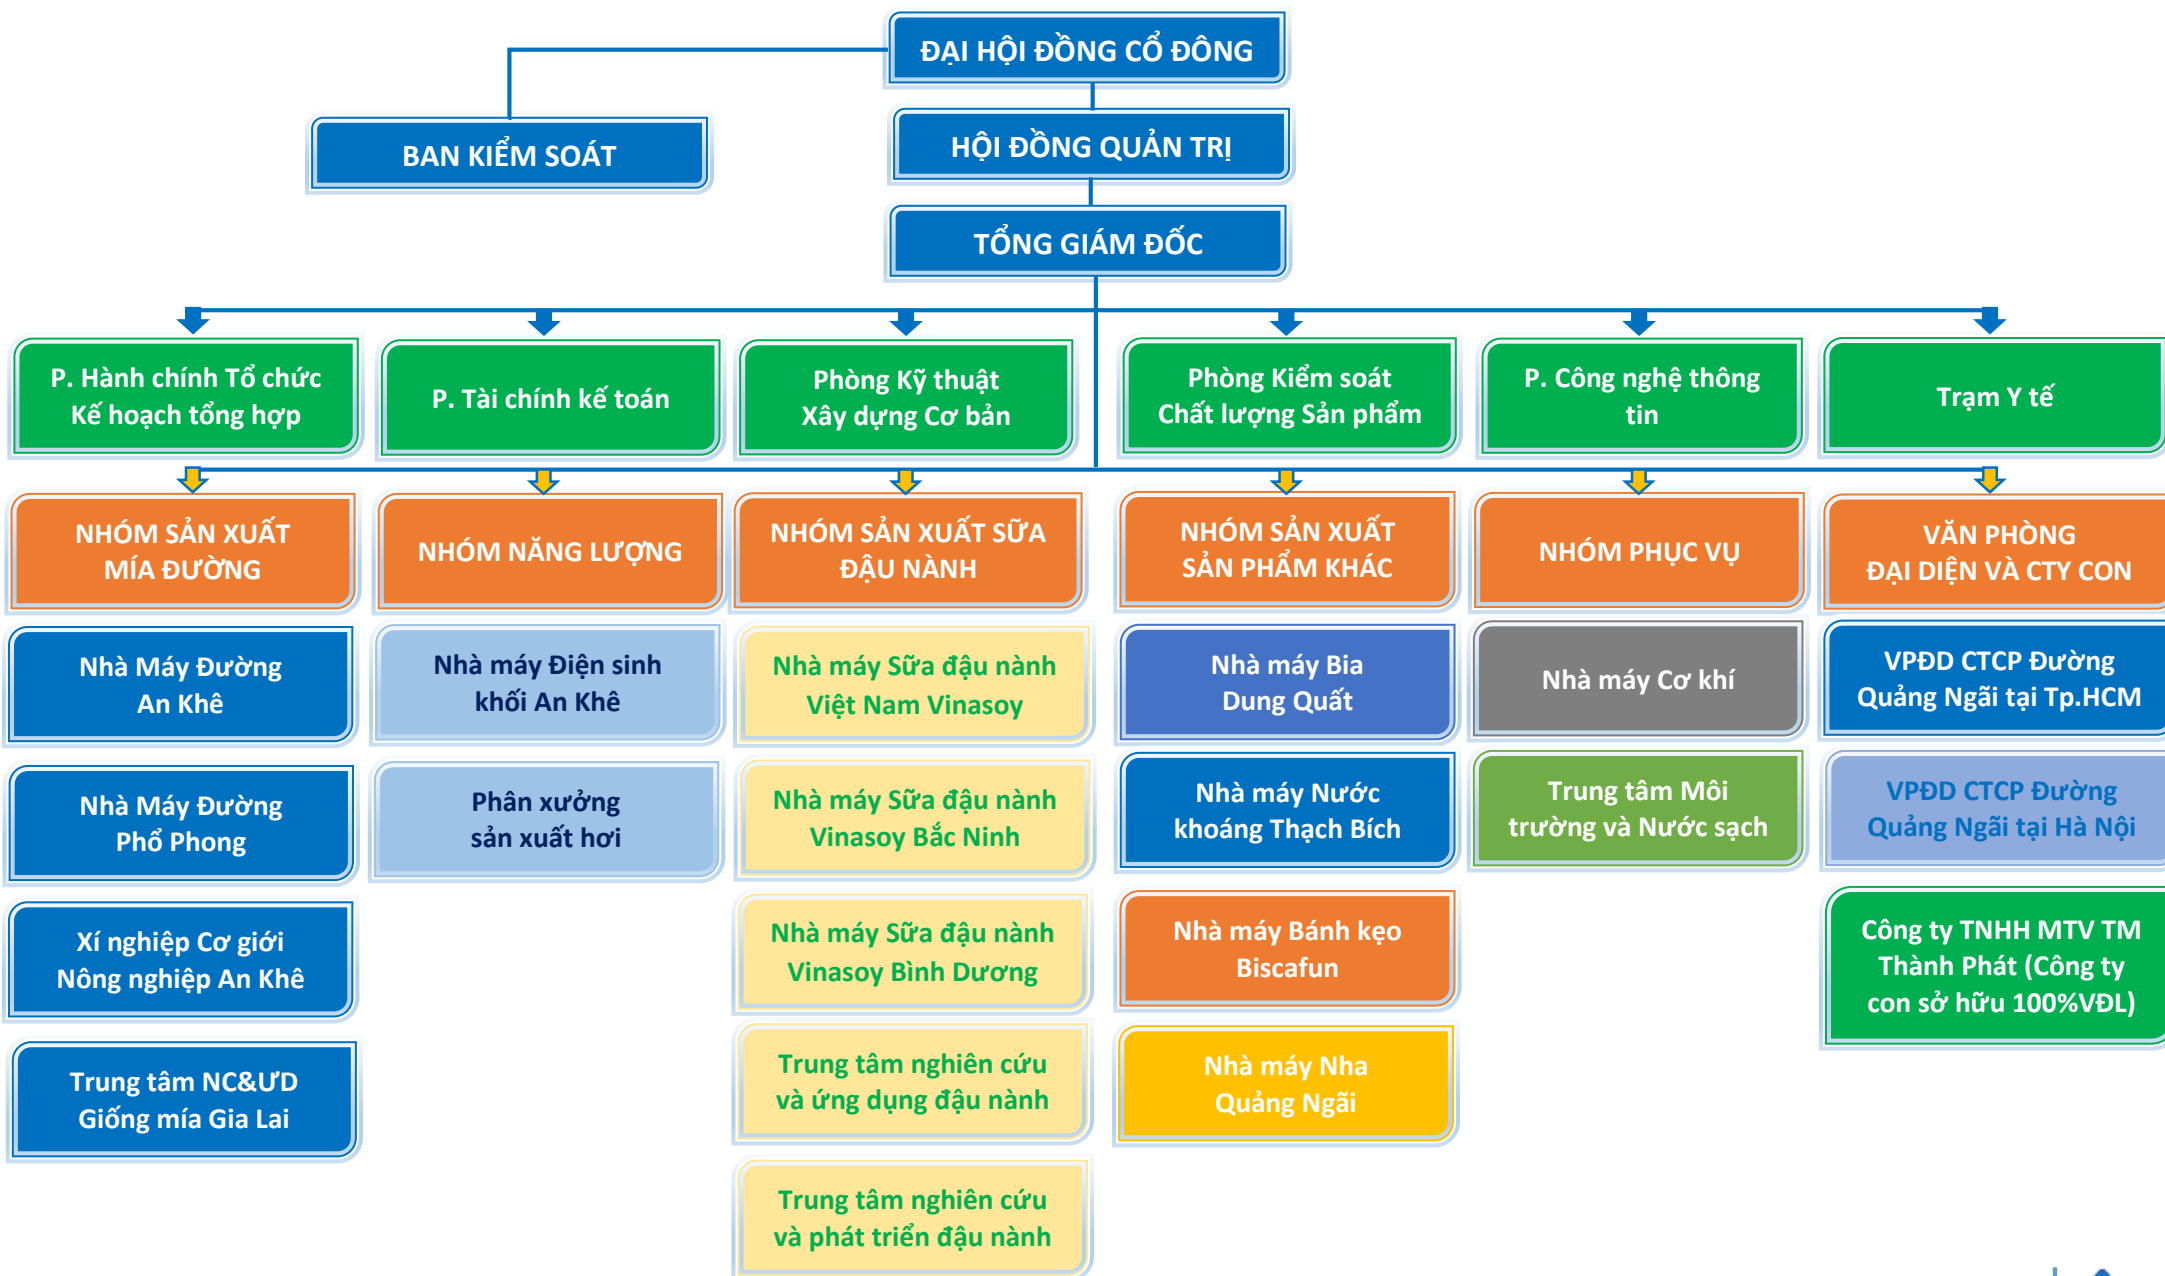 ĐẠI HỘI ĐỒNG CỔ ĐÔNG
BAN KIỂM SOÁT
HỘI ĐỒNG QUẢN TRỊ
TỔNG GIÁM ĐỐC
P. Hành chính Tổ chức
Kế hoạch tổng hợp
P. Tài chính kế toán
Phòng Kỹ thuật
Xây dựng Cơ bản
Phòng Kiểm soát
Chất lượng Sản phẩm
P. Công nghệ thông
tin
Trạm Y tế
NHÓM SẢN XUẤT
MÍA ĐƯỜNG
NHÓM NĂNG LƯỢNG
NHÓM SẢN XUẤT SỮA
ĐẬU NÀNH
NHÓM SẢN XUẤT
SẢN PHẨM KHÁC
NHÓM PHỤC VỤ
VĂN PHÒNG
ĐẠI DIỆN VÀ CTY CON
Nhà Máy Đường
An Khê
Nhà máy Điện sinh
khối An Khê
Nhà máy Sữa đậu nành
Việt Nam Vinasoy
Nhà máy Bia
Dung Quất
Nhà máy Cơ khí
VPĐD CTCP Đường
Quảng Ngãi tại Tp.HCM
Nhà Máy Đường
Phổ Phong
Phân xưởng
sản xuất hơi
Nhà máy Sữa đậu nành
Vinasoy Bắc Ninh
Nhà máy Nước
khoáng Thạch Bích
Trung tâm Môi
trường và Nước sạch
VPĐD CTCP Đường
Quảng Ngãi tại Hà Nội
Xí nghiệp Cơ giới
Nông nghiệp An Khê
Nhà máy Sữa đậu nành
Vinasoy Bình Dương
Nhà máy Bánh kẹo
Biscafun
Công ty TNHH MTV TM
Thành Phát (Công ty
con sở hữu 100%VĐL)
Trung tâm NC&ƯD
Giống mía Gia Lai
Trung tâm nghiên cứu
và ứng dụng đậu nành
Nhà máy Nha
Quảng Ngãi
Trung tâm nghiên cứu
và phát triển đậu nành